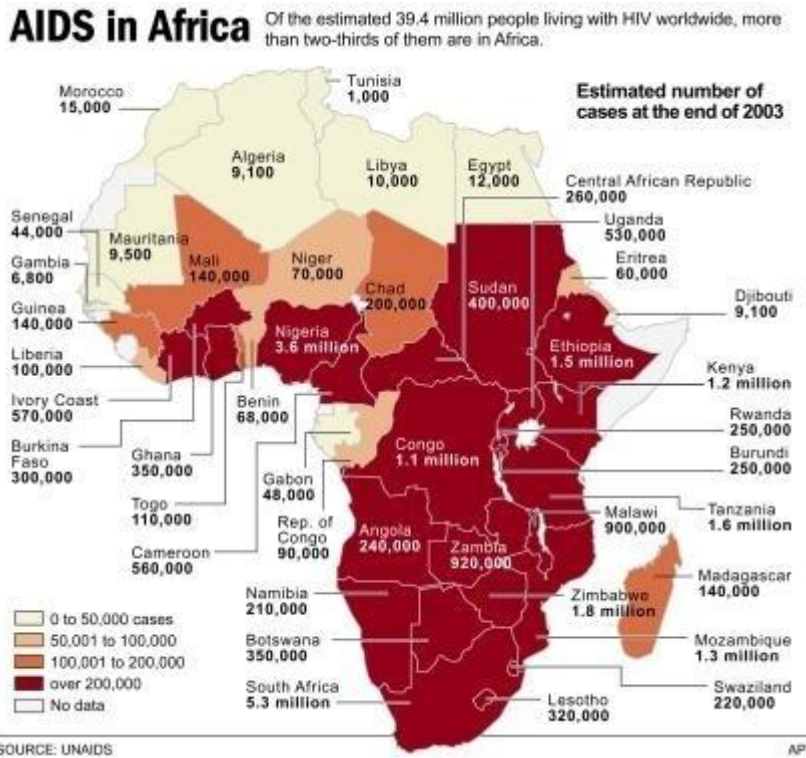 AIDS in Africa
Of the estimated 39.4 million people living with HIV worldwide, more
than two-thirds of them are in Africa.
Estimated number of
cases at the end of 2003
Morocco
15,000
Tunisia
1,000
Algeria
9,100
Libya
10,000
Egypt
12,000
Central African Republic
260,000
Uganda
530,000
Senegal
44,000
Mauritania
9,500
Mali
140,000
Niger
70,000
Chad
200,000
Sudan
400,000
Eritrea
60,000
Gambia
6,800
Djibouti
9,100
Guinea
140,000
Nigeria
3.6 million
Ethiopia
1.5 million
Liberia
100,000
Kenya
1.2 million
Ivory Coast
570,000
Benin
68,000
Rwanda
250,000
Burkina
Faso
300,000
Ghana
350,000
Congo
1.1 million
Burundi
250,000
Gabon
48,000
Togo
110,000
Rep. of
Congo
90,000
Malawi
900,000
Tanzania
1.6 million
Cameroon
560,000
Angola
240,000
Zambia
920,000
Madagascar
140,000
Namibia
210,000
Zimbabwe
1.8 million
Botswana
350,000
Mozambique
1.3 million
South Africa
5.3 million
Lesotho
320,000
Swaziland
220,000
0 to 50,000 cases
50,001 to 100,000
100,001 to 200,000
over 200,000
No data
SOURCE: UNAIDS
AP